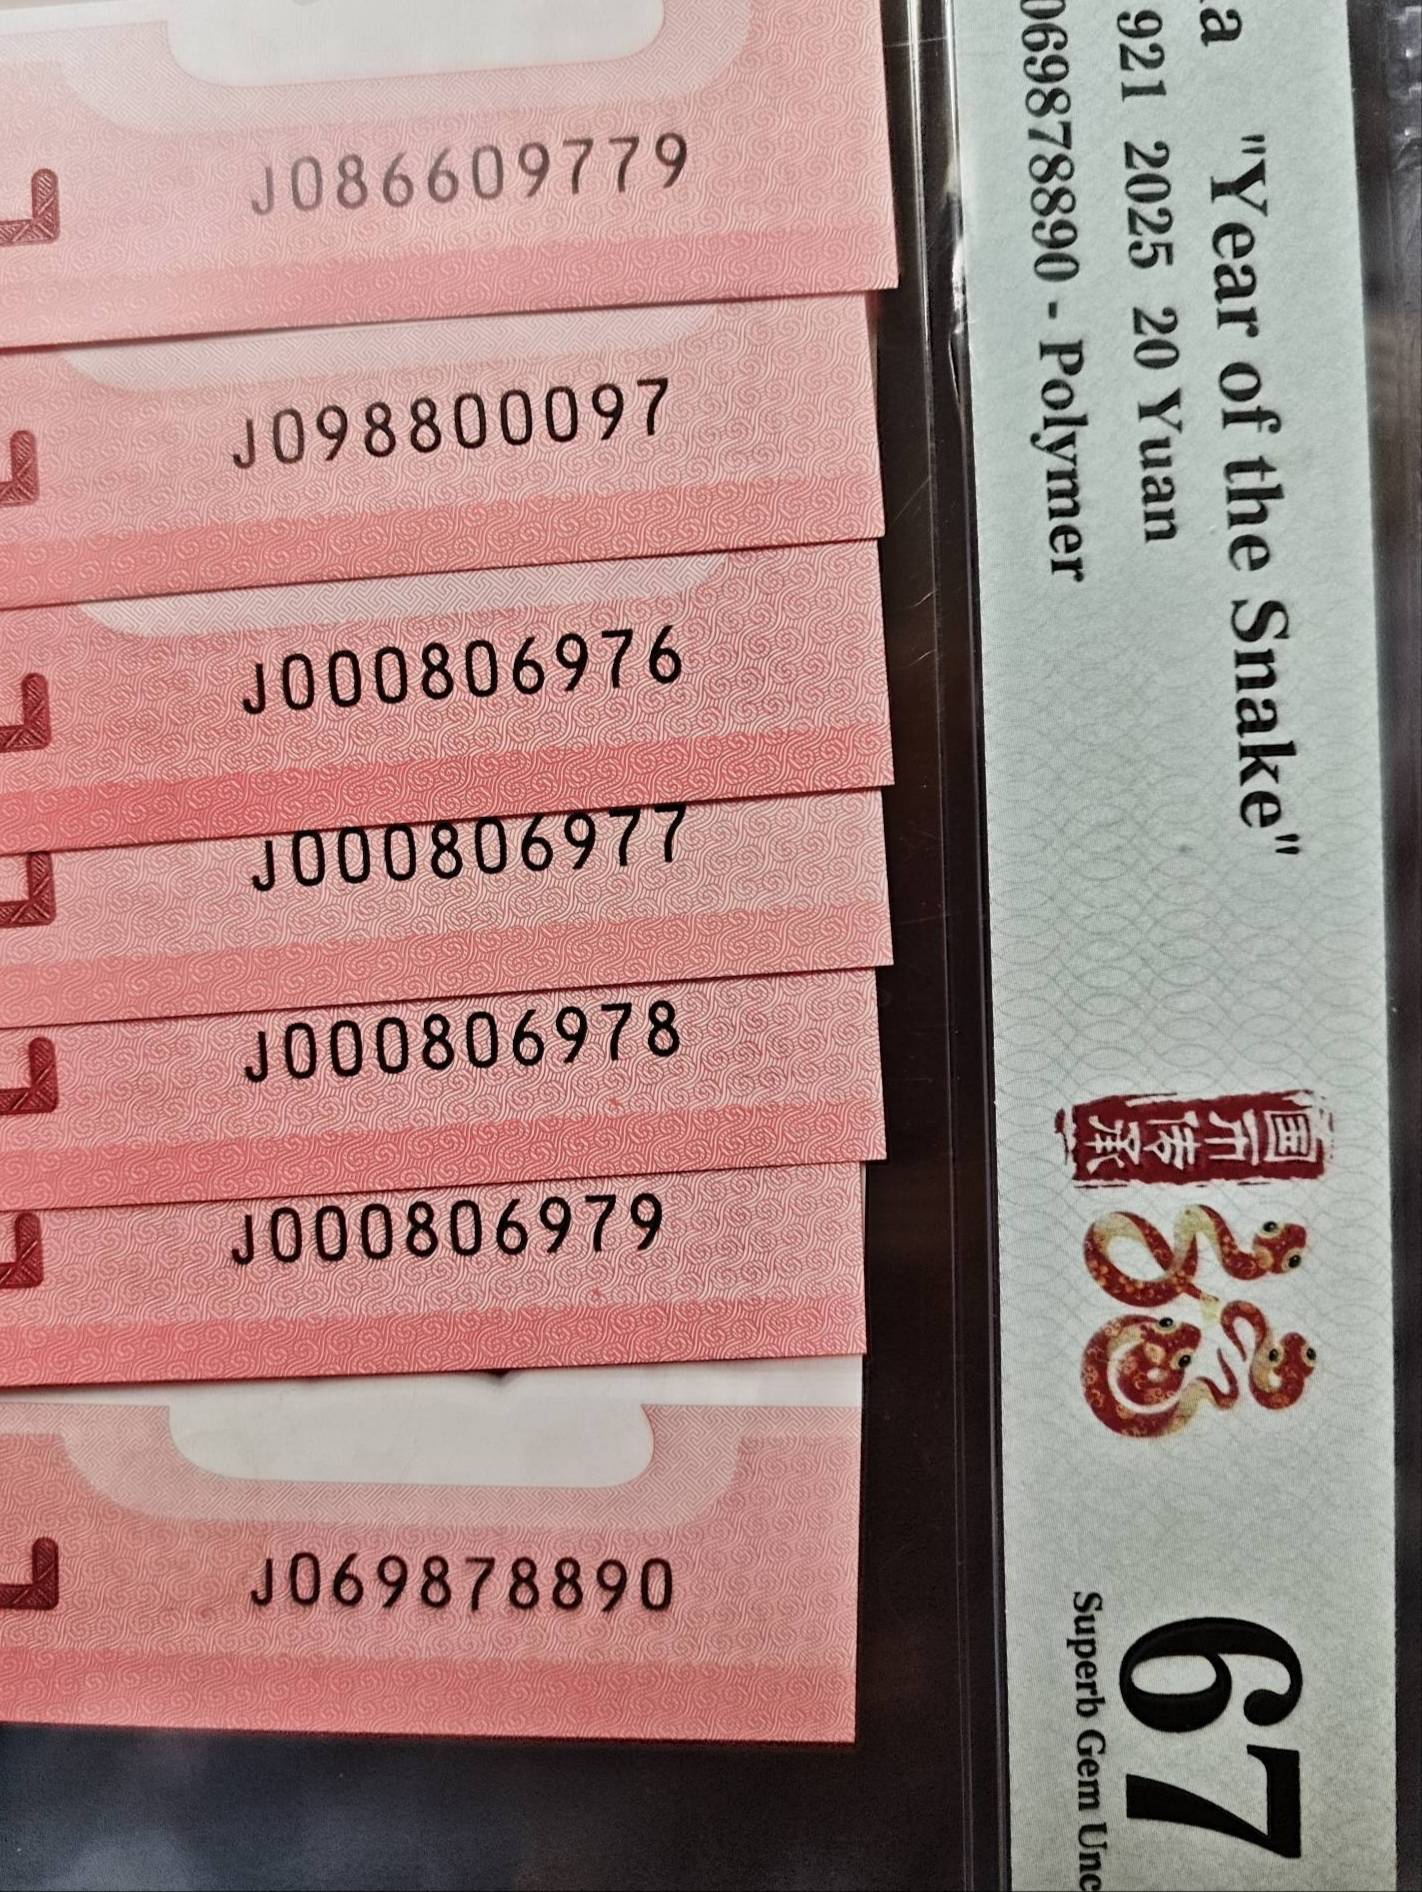 J086609779
J098800097
J000806976
J000806977
J000806978
J000806979
J069878890
"Year of the Snake"
921 2025 20 Yuan
069878890 - Polymer
国币传承
67
Superb Gem Unc